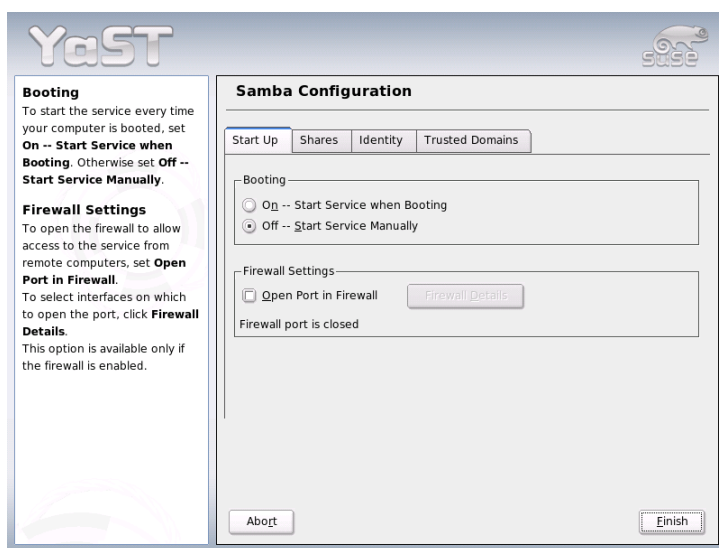 YaST
SUSE
Booting
To start the service every time
your computer is booted, set
On -- Start Service when
Booting. Otherwise set Off --
Start Service Manually.
Firewall Settings
To open the firewall to allow
access to the service from
remote computers, set Open
Port in Firewall.
To select interfaces on which
to open the port, click Firewall
Details.
This option is available only if
the firewall is enabled.
Samba Configuration
Start Up Shares Identity Trusted Domains
Booting
On -- Start Service when Booting
Off -- Start Service Manually
Firewall Settings
Open Port in Firewall Firewall Details
Firewall port is closed
Abort Finish